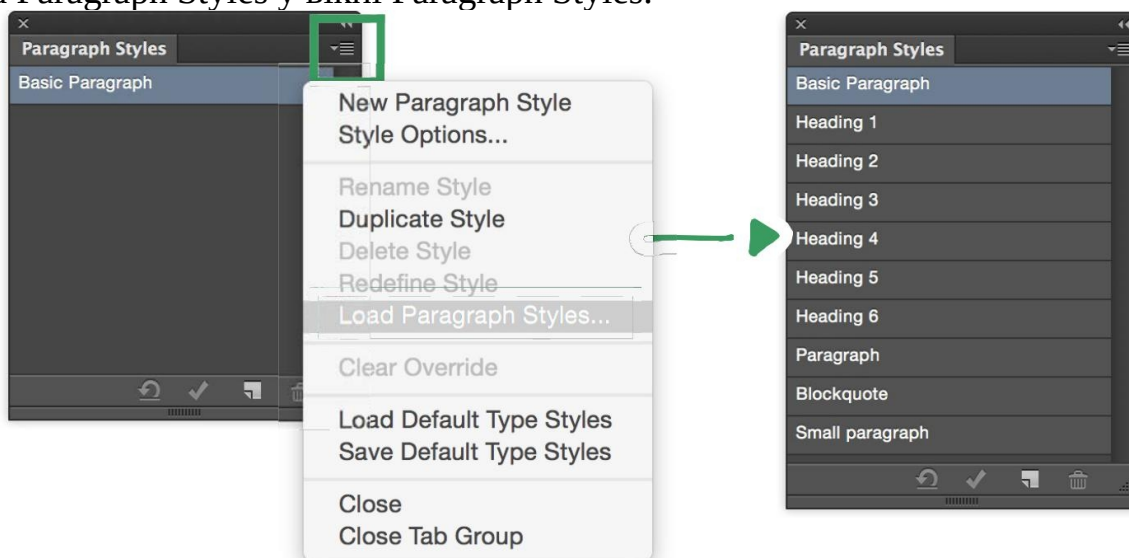 Paragraph Styles y Bikini Paragraph Styles.
Paragraph Styles
Basic Paragraph
New Paragraph Style
Style Options...
Rename Style
Duplicate Style
Delete Style
Redefine Style
Load Paragraph Styles...
Clear Override
Load Default Type Styles
Save Default Type Styles
Close
Close Tab Group
Paragraph Styles
Basic Paragraph
Heading 1
Heading 2
Heading 3
Heading 4
Heading 5
Heading 6
Paragraph
Blockquote
Small paragraph